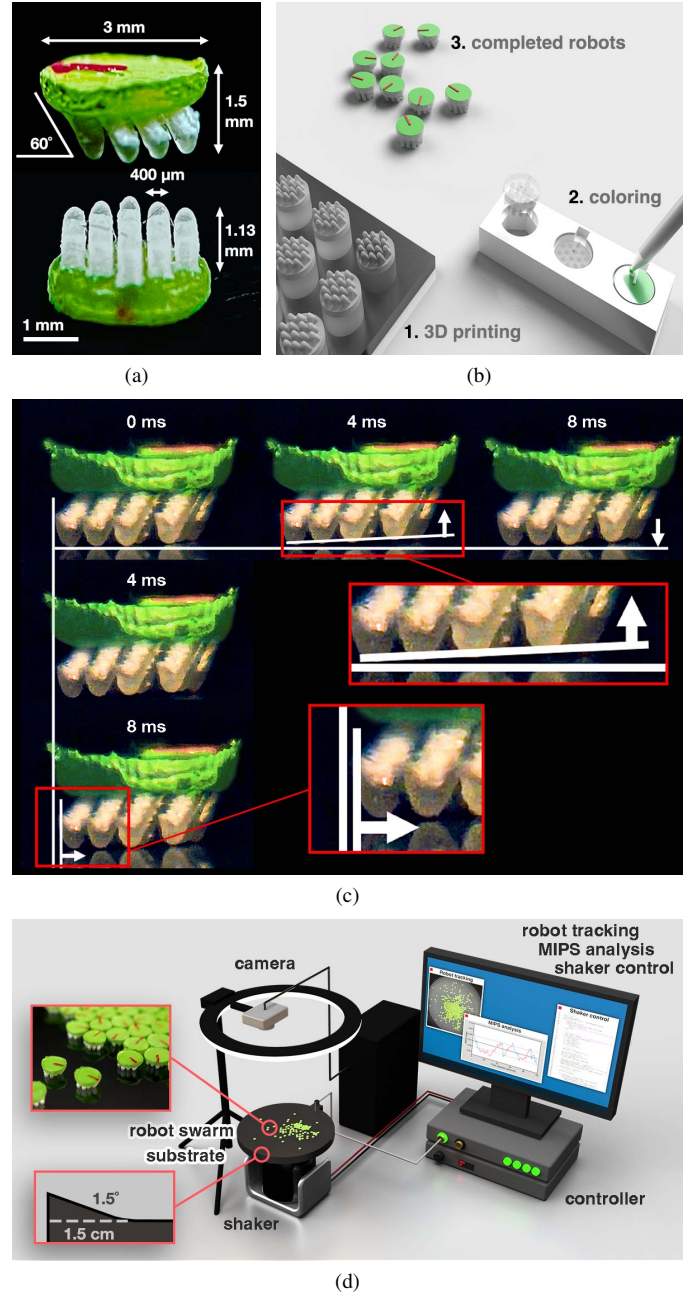 3 mm
1.5
mm
60°
400 µm
1.13
mm
1 mm
(a)
3. completed robots
2. coloring
1. 3D printing
(b)
0 ms
4 ms
8 ms
4 ms
8 ms
(c)
robot tracking
MIPS analysis
shaker control
camera
Robot tracking
Shaker control
MIPS analysis
robot swarm
substrate
1.5°
1.5 cm
shaker
controller
(d)